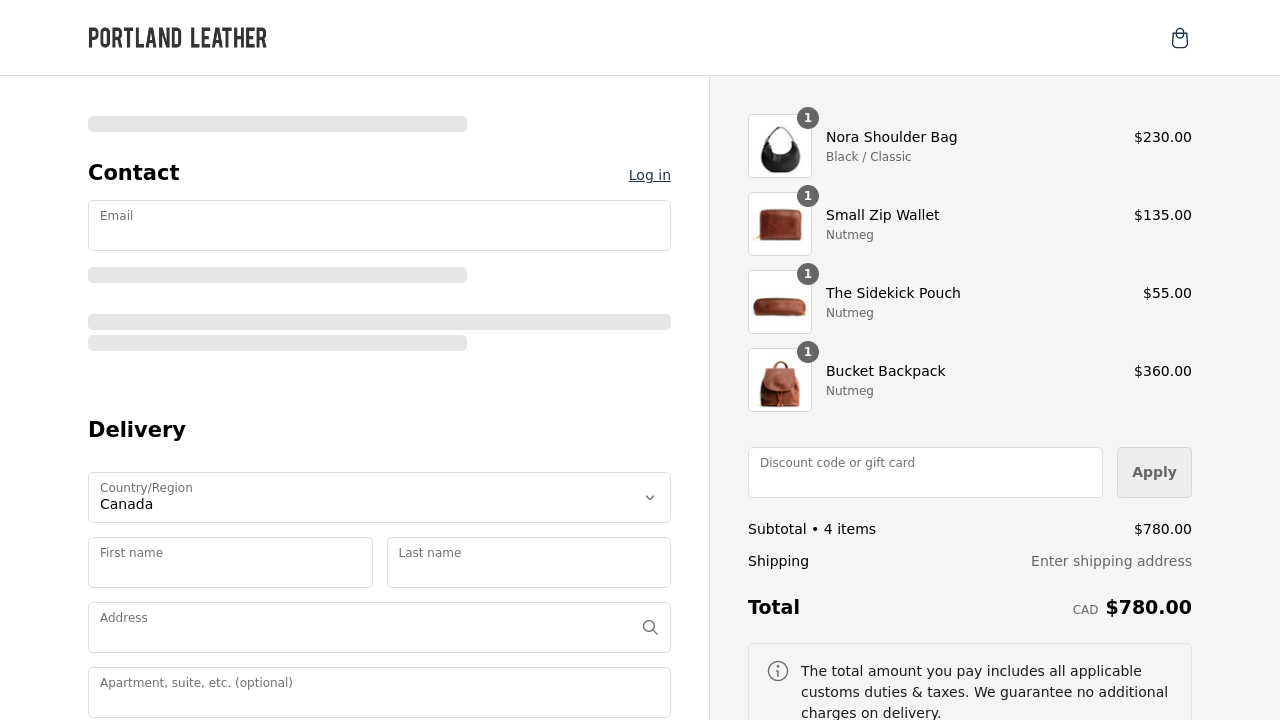 PORTLAND LEATHER
Contact
Log in
Email
Delivery
Country/Region
Canada
First name
Last name
Address
Apartment, suite, etc. (optional)
1
Nora Shoulder Bag
$230.00
Black / Classic
1
Small Zip Wallet
$135.00
Nutmeg
1
The Sidekick Pouch
$55.00
Nutmeg
1
Bucket Backpack
$360.00
Nutmeg
Discount code or gift card
Apply
Subtotal • 4 items
$780.00
Shipping
Enter shipping address
Total
CAD $780.00
The total amount you pay includes all applicable
customs duties & taxes. We guarantee no additional
charges on delivery.